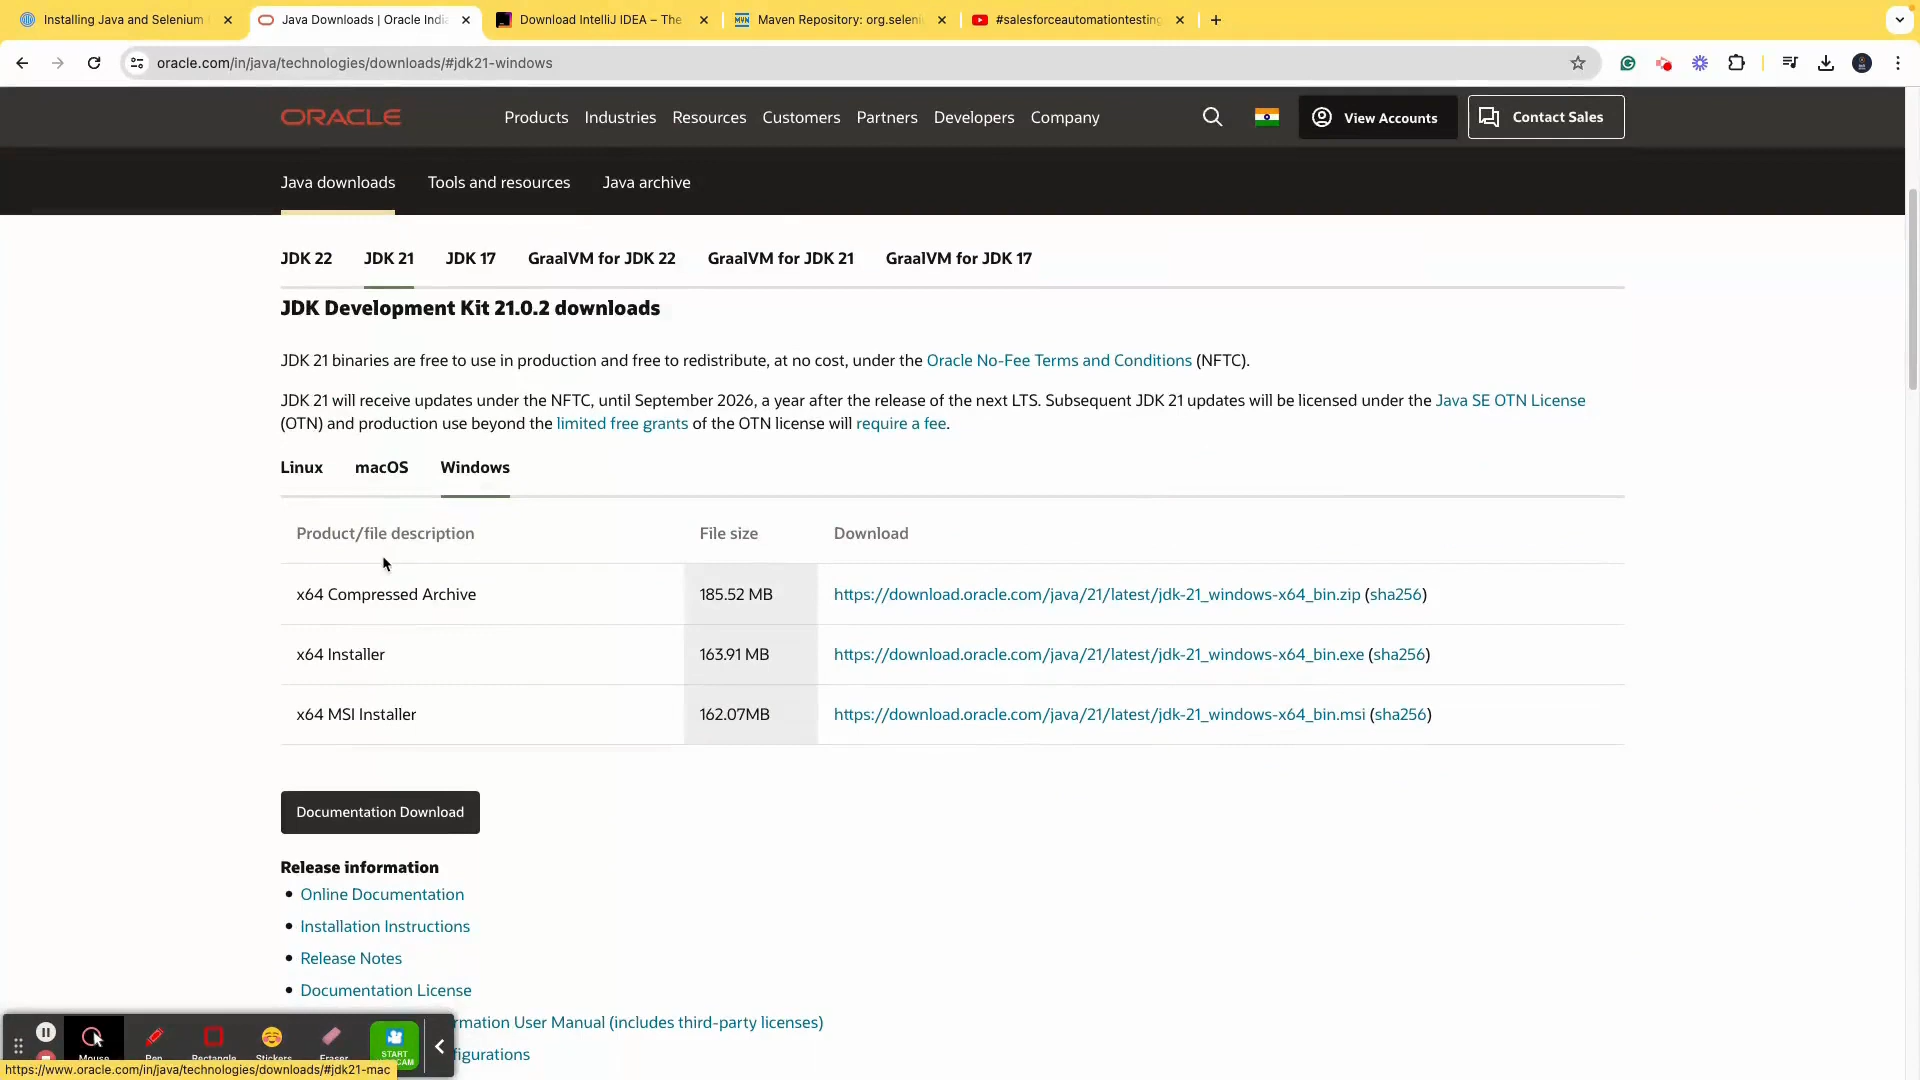 Installing Java and Selenium
Java Downloads | Oracle India
Download IntelliJ IDEA – The
Maven Repository: org.seleni
#salesforceautomationtesting
oracle.com/in/java/technologies/downloads/#jdk21-windows
ORACLE
Products Industries Resources Customers Partners Developers Company
View Accounts
Contact Sales
Java downloads Tools and resources Java archive
JDK 22 JDK 21 JDK 17 GraalVM for JDK 22 GraalVM for JDK 21 GraalVM for JDK 17
JDK Development Kit 21.0.2 downloads
JDK 21 binaries are free to use in production and free to redistribute, at no cost, under the Oracle No-Fee Terms and Conditions (NFTC).
JDK 21 will receive updates under the NFTC, until September 2026, a year after the release of the next LTS. Subsequent JDK 21 updates will be licensed under the Java SE OTN License
(OTN) and production use beyond the limited free grants of the OTN license will require a fee.
Linux macOS Windows
Product/file description File size Download
x64 Compressed Archive 185.52 MB https://download.oracle.com/java/21/latest/jdk-21_windows-x64_bin.zip (sha256)
x64 Installer 163.91 MB https://download.oracle.com/java/21/latest/jdk-21_windows-x64_bin.exe (sha256)
x64 MSI Installer 162.07MB https://download.oracle.com/java/21/latest/jdk-21_windows-x64_bin.msi (sha256)
Documentation Download
Release information
Online Documentation
Installation Instructions
Release Notes
Documentation License
rmation User Manual (includes third-party licenses)
figurations
Mouse Pen Rectangle Stickers Eraser START
CAM
https://www.oracle.com/in/java/technologies/downloads/#jdk21-mac